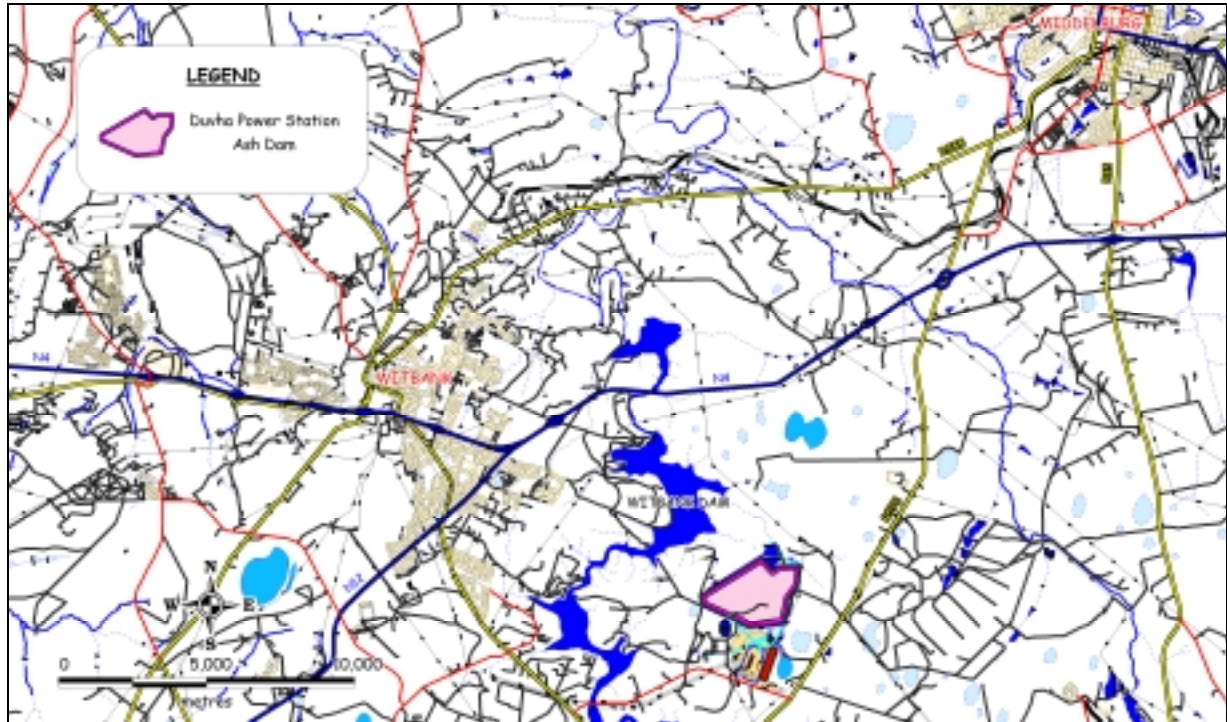 LEGEND
Duvha Power Station
Ash Dam
MIDDELBURG
N4
WITBANK
N4
WITBANK DAM
N12
N
W
E
S
0
5,000
10,000
metres